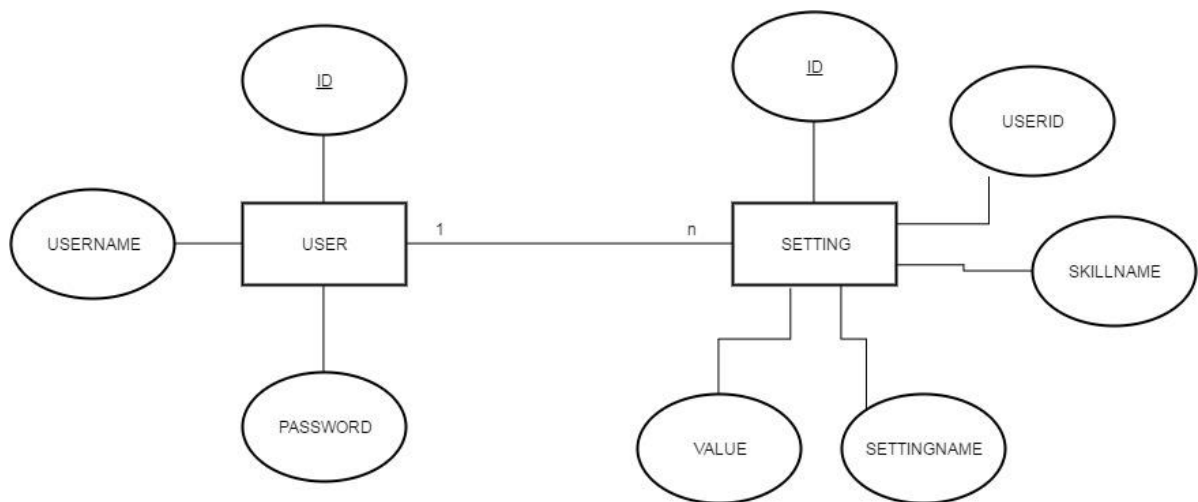 ID
ID
USERID
USERNAME
USER
1
n
SETTING
SKILLNAME
PASSWORD
VALUE
SETTINGNAME